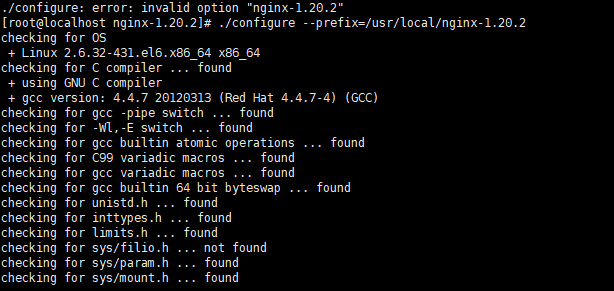 ./configure: error: invalid option "nginx-1.20.2"
[root@localhost nginx-1.20.2]# ./configure --prefix=/usr/local/nginx-1.20.2
checking for OS
 + Linux 2.6.32-431.el6.x86_64 x86_64
checking for C compiler ... found
 + using GNU C compiler
 + gcc version: 4.4.7 20120313 (Red Hat 4.4.7-4) (GCC)
checking for gcc -pipe switch ... found
checking for -Wl,-E switch ... found
checking for gcc builtin atomic operations ... found
checking for C99 variadic macros ... found
checking for gcc variadic macros ... found
checking for gcc builtin 64 bit byteswap ... found
checking for unistd.h ... found
checking for inttypes.h ... found
checking for limits.h ... found
checking for sys/filio.h ... not found
checking for sys/param.h ... found
checking for sys/mount.h ... found